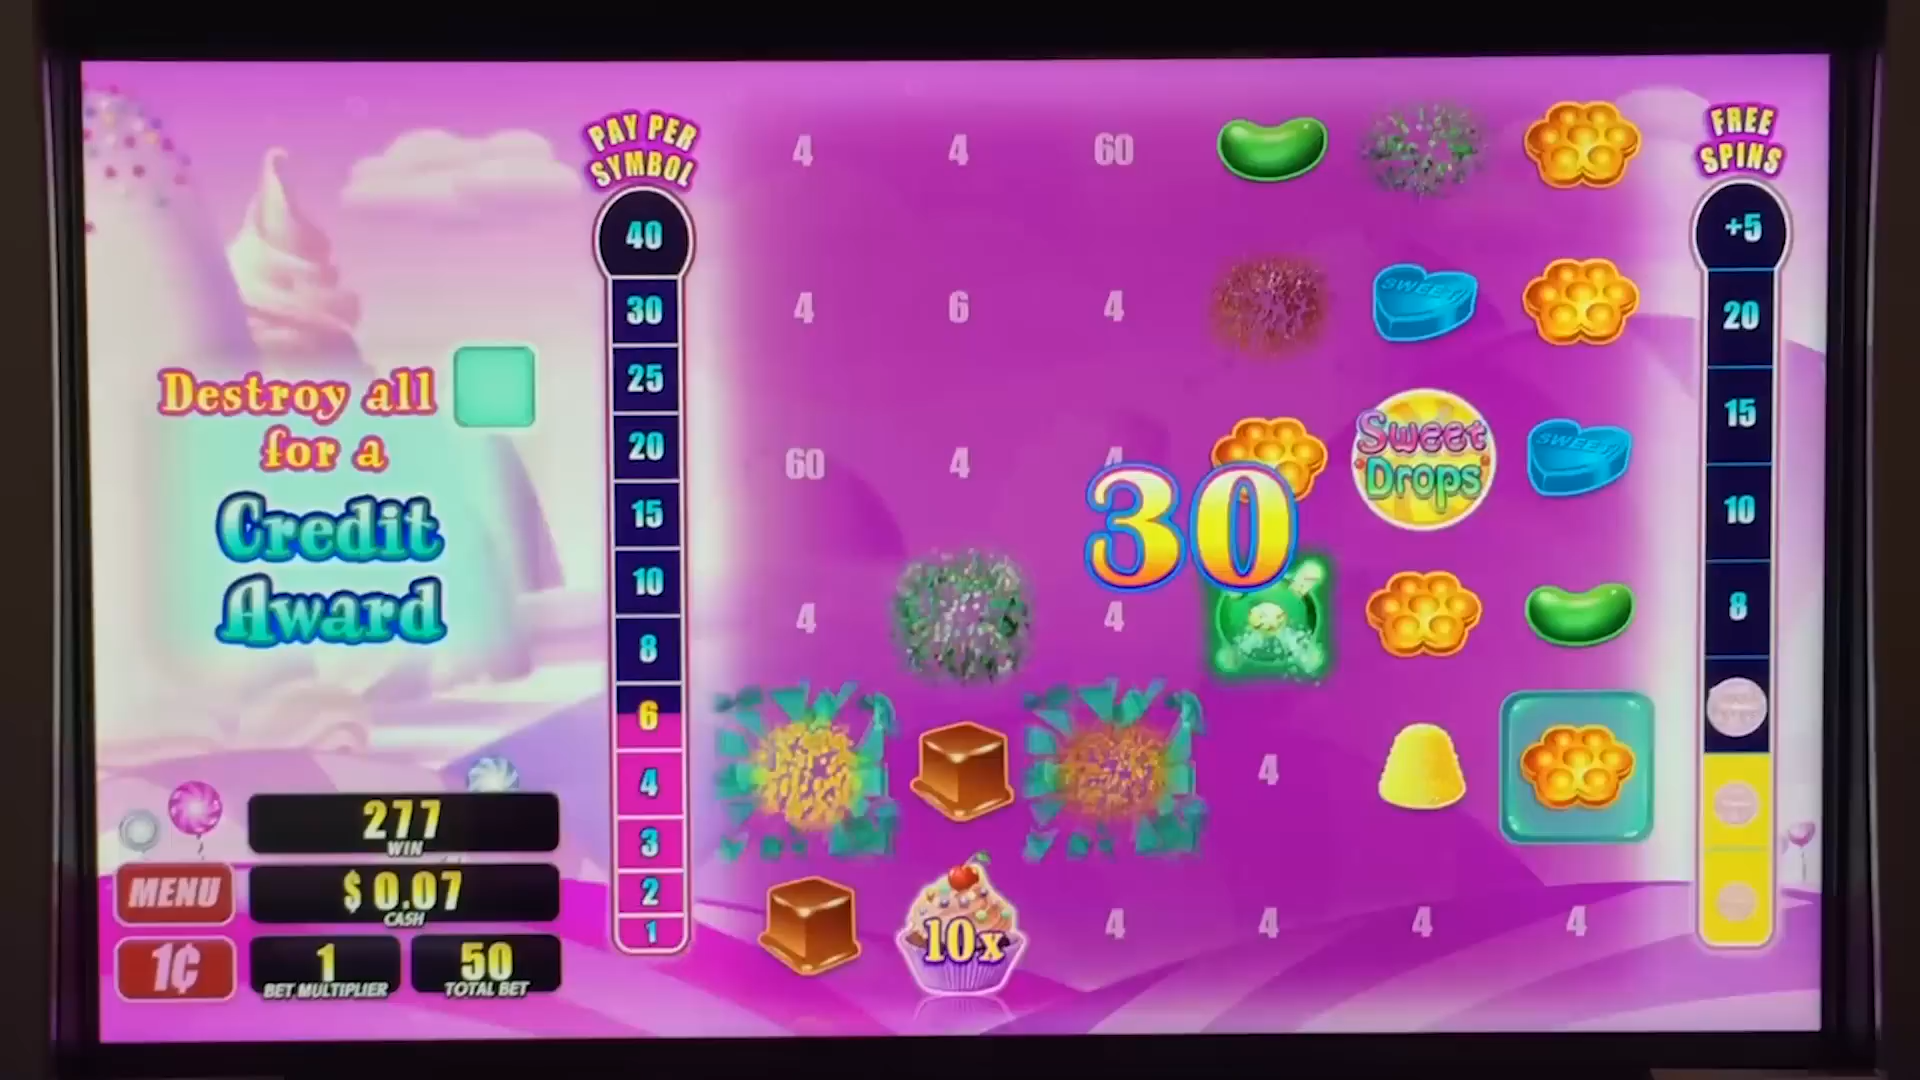 PAY PER
SYMBOL
40
30
25
20
15
10
8
6
4
3
2
1
Destroy all
for a
Credit
Award
277
WIN
MENU
$ 0.07
CASH
1¢
1
BET MULTIPLIER
50
TOTAL BET
4 4 60
4 6 4
SWEET
60 4 4
Sweet
Drops
SWEET
30
4 4
4
10x
4 4 4 4
FREE
SPINS
+5
20
15
10
8